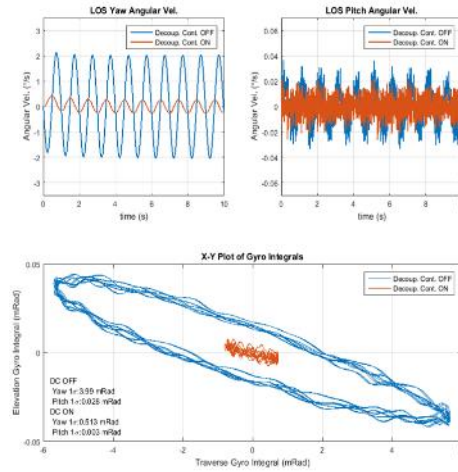 LOS Yaw Angular Vel.
Decoup. Cont. OFF
Decoup. Cont. ON
Angular Vel. (°/s)
3
2
1
0
-1
-2
-3
0 2 4 6 8 10
time (s)
LOS Pitch Angular Vel.
Decoup. Cont. OFF
Decoup. Cont. ON
Angular Vel. (°/s)
0.06
0.04
0.02
0
-0.02
-0.04
-0.06
0 2 4 6 8
time (s)
X-Y Plot of Gyro Integrals
Decoup. Cont. OFF
Decoup. Cont. ON
Elevation Gyro Integral (mRad)
0.05
0
-0.05
DC OFF
Yaw 1σ:3.99 mRad
Pitch 1σ:0.028 mRad
DC ON
Yaw 1σ:0.513 mRad
Pitch 1σ:0.003 mRad
-6 -4 -2 0 2 4 6
Traverse Gyro Integral (mRad)